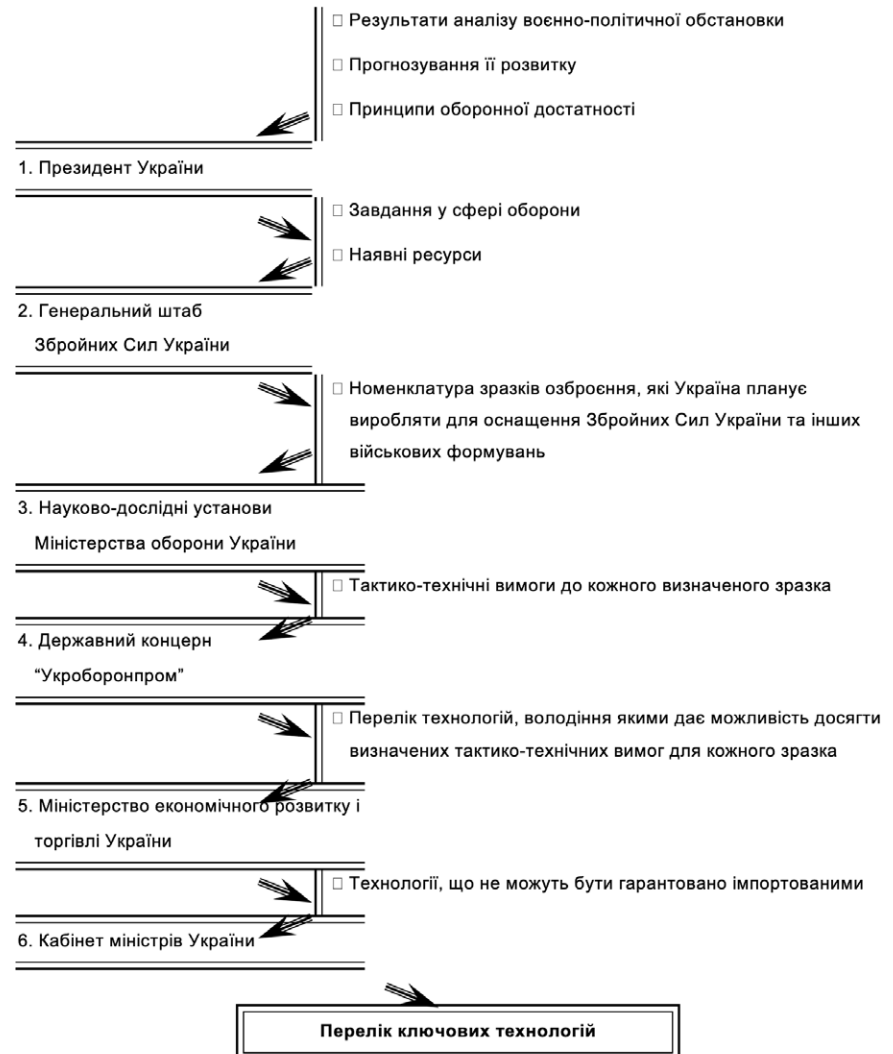 □ Результати аналізу воєнно-політичної обстановки
□ Прогнозування її розвитку
□ Принципи оборонної достатності
1. Президент України
□ Завдання у сфері оборони
□ Наявні ресурси
2. Генеральний штаб
Збройних Сил України
□ Номенклатура зразків озброєння, які Україна планує
виробляти для оснащення Збройних Сил України та інших
військових формувань
3. Науково-дослідні установи
Міністерства оборони України
□ Тактико-технічні вимоги до кожного визначеного зразка
4. Державний концерн
“Укроборонпром”
□ Перелік технологій, володіння якими дає можливість досягти
визначених тактико-технічних вимог для кожного зразка
5. Міністерство економічного розвитку і
торгівлі України
□ Технології, що не можуть бути гарантовано імпортованими
6. Кабінет міністрів України
Перелік ключових технологій